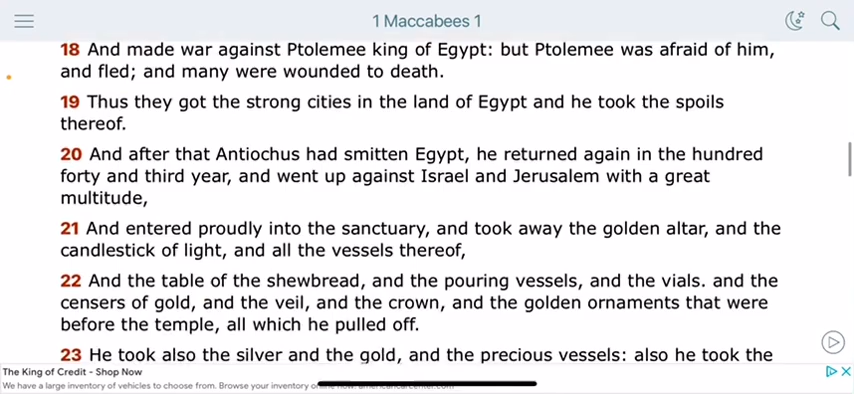 1 Maccabees 1
18 And made war against Ptolemee king of Egypt: but Ptolemee was afraid of him,
and fled; and many were wounded to death.
19 Thus they got the strong cities in the land of Egypt and he took the spoils
thereof.
20 And after that Antiochus had smitten Egypt, he returned again in the hundred
forty and third year, and went up against Israel and Jerusalem with a great
multitude,
21 And entered proudly into the sanctuary, and took away the golden altar, and the
candlestick of light, and all the vessels thereof,
22 And the table of the shewbread, and the pouring vessels, and the vials. and the
censers of gold, and the veil, and the crown, and the golden ornaments that were
before the temple, all which he pulled off.
23 He took also the silver and the gold, and the precious vessels: also he took the
The King of Credit - Shop Now
We have a large inventory of vehicles to choose from. Browse your inventory